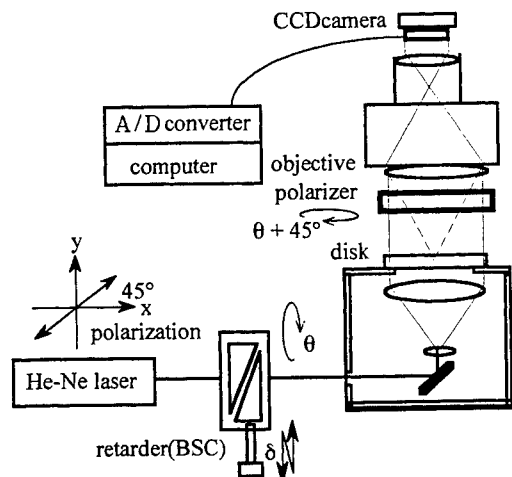 CCDcamera
A/D converter
computer
objective
polarizer
θ + 45°
disk
y
45°
x
polarization
θ
He-Ne laser
retarder(BSC)
δ